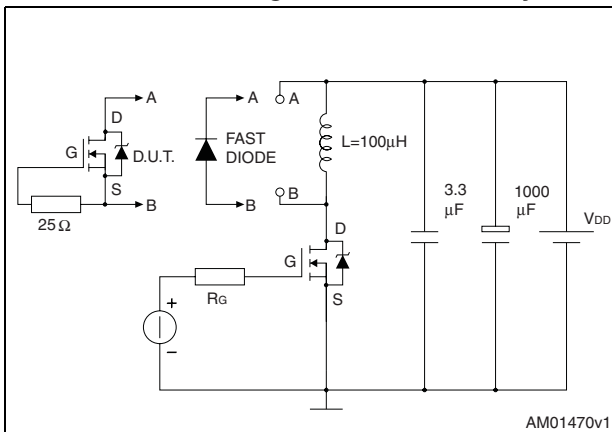 A
A
A
D
FAST
DIODE
L=100µH
G
D.U.T.
S
B
B
B
25 Ω
3.3
µF
1000
µF
VDD
D
G
RG
S
+
–
AM01470v1